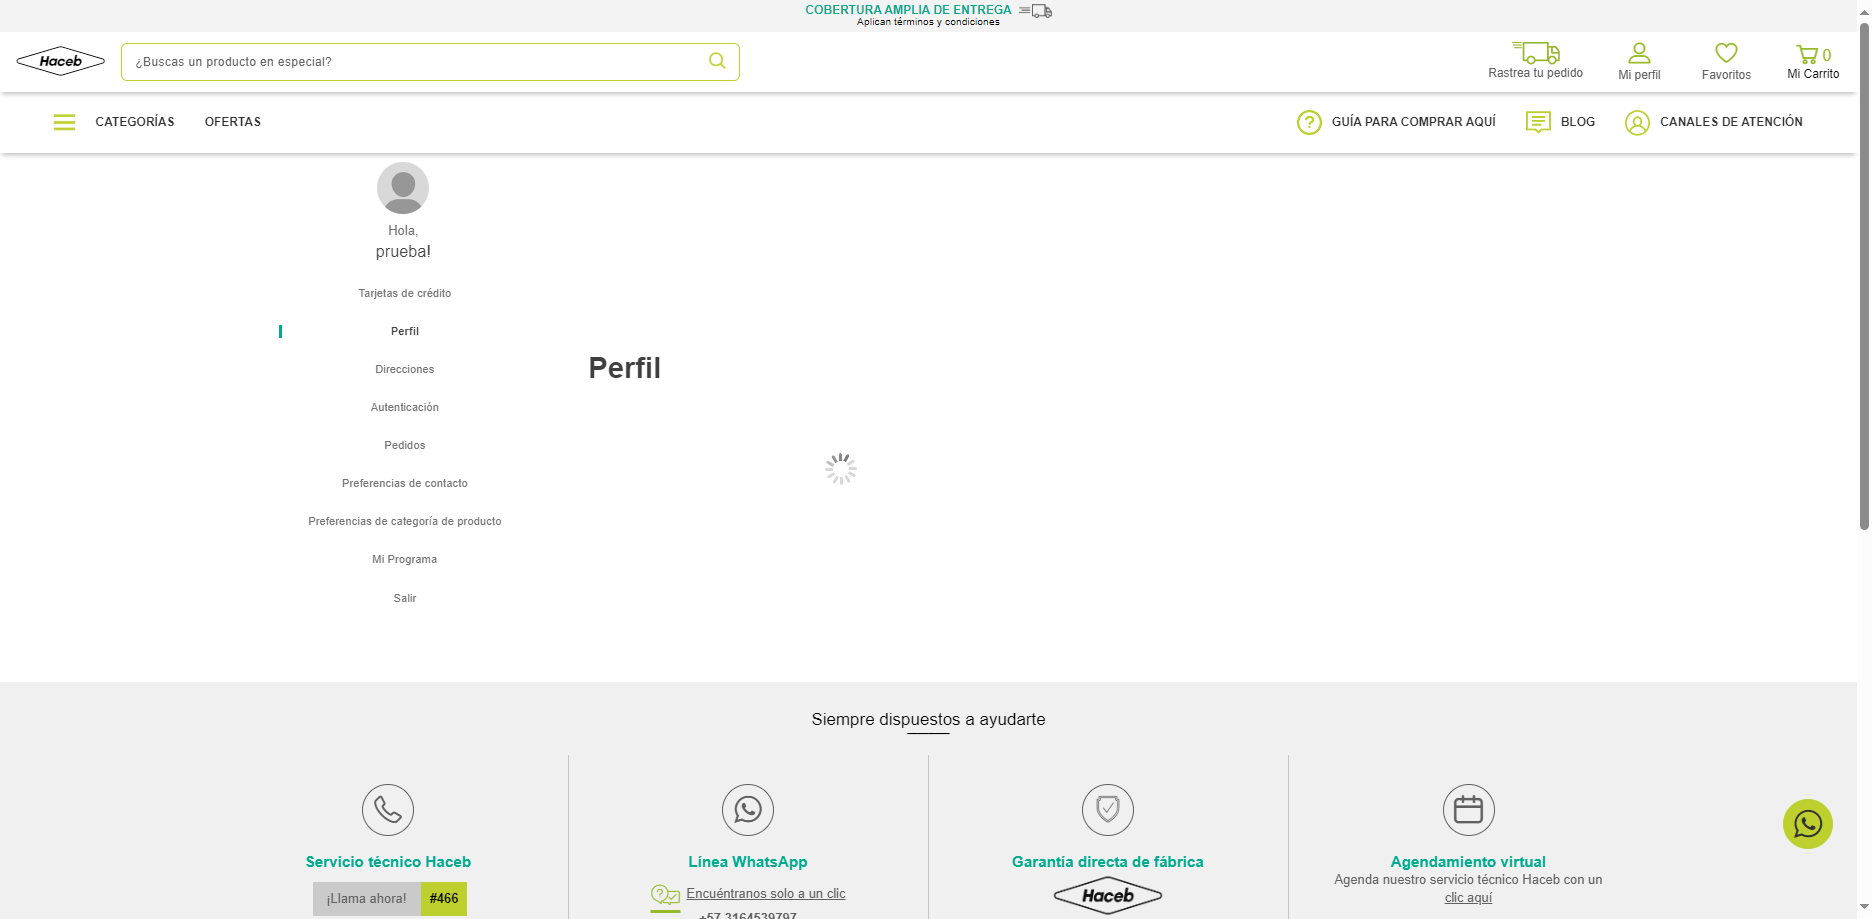 COBERTURA AMPLIA DE ENTREGA
Aplican términos y condiciones
Haceb
¿Buscas un producto en especial?
Rastrea tu pedido
Mi perfil
Favoritos
0
Mi Carrito
CATEGORÍAS
OFERTAS
GUÍA PARA COMPRAR AQUÍ
BLOG
CANALES DE ATENCIÓN
Hola,
prueba!
Tarjetas de crédito
Perfil
Direcciones
Autenticación
Pedidos
Preferencias de contacto
Preferencias de categoría de producto
Mi Programa
Salir
Perfil
Siempre dispuestos a ayudarte
Servicio técnico Haceb
¡Llama ahora! #466
Línea WhatsApp
Encuéntranos solo a un clic
+57 3164539797
Garantía directa de fábrica
Haceb
Agendamiento virtual
Agenda nuestro servicio técnico Haceb con un
clic aquí